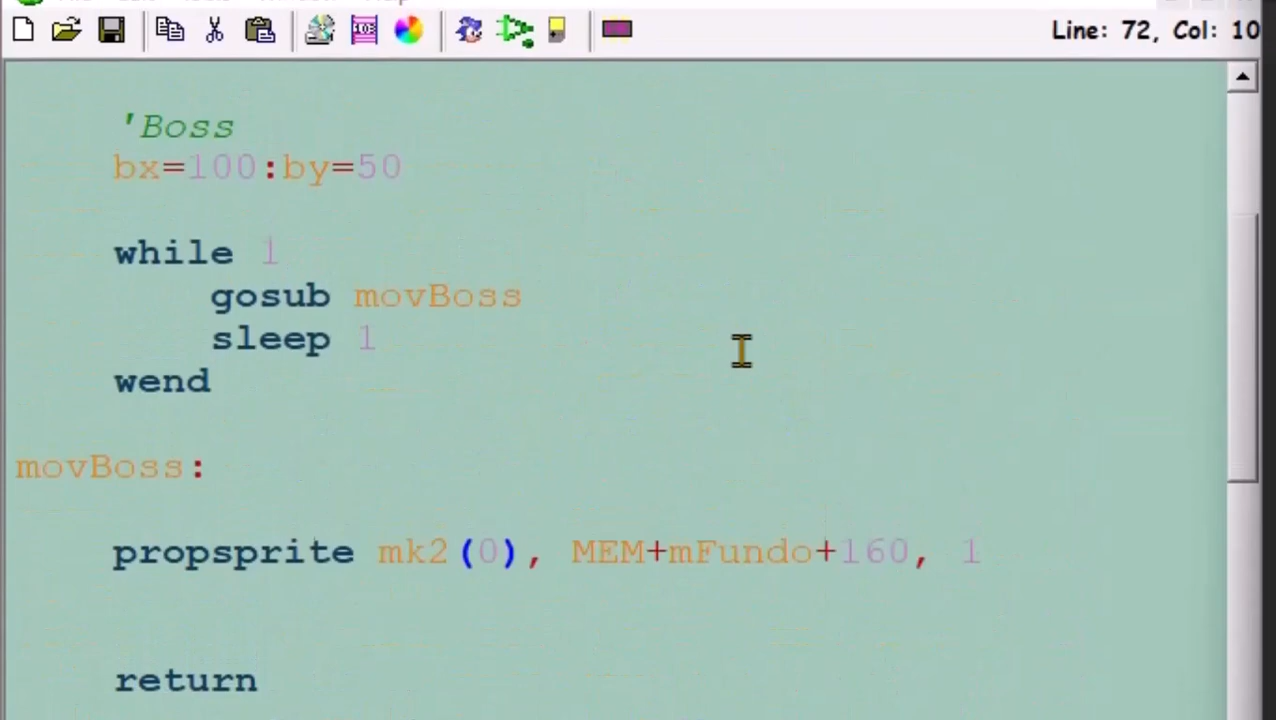 Line: 72, Col: 10
'Boss
bx=100:by=50
while 1
gosub movBoss
sleep 1
wend
movBoss:
propsprite mk2(0), MEM+mFundo+160, 1
return